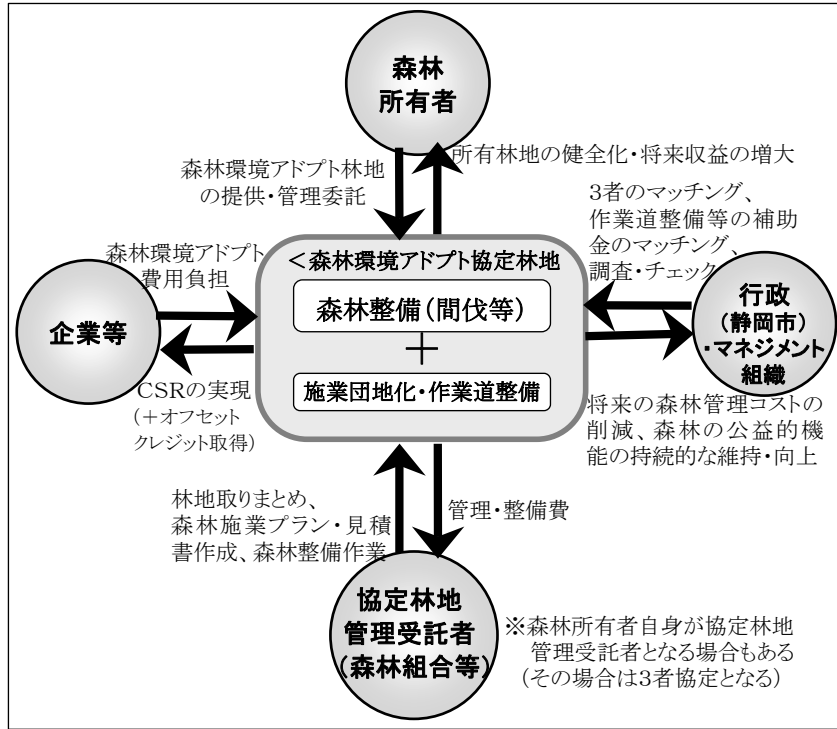 森林
所有者
森林環境アドプト林地
の提供・管理委託
所有林地の健全化・将来収益の増大
3者のマッチング、
作業道整備等の補助
金のマッチング、
調査・チェック
森林環境アドプト
費用負担
<森林環境アドプト協定林地
森林整備(間伐等)
+
施業団地化・作業道整備
企業等
行政
(静岡市)
・マネジメント
組織
CSRの実現
(+オフセット
クレジット取得)
将来の森林管理コストの
削減、森林の公益的機
能の持続的な維持・向上
林地取りまとめ、
森林施業プラン・見積
書作成、森林整備作業
管理・整備費
協定林地
管理受託者
(森林組合等)
※森林所有者自身が協定林地
管理受託者となる場合もある
(その場合は3者協定となる)